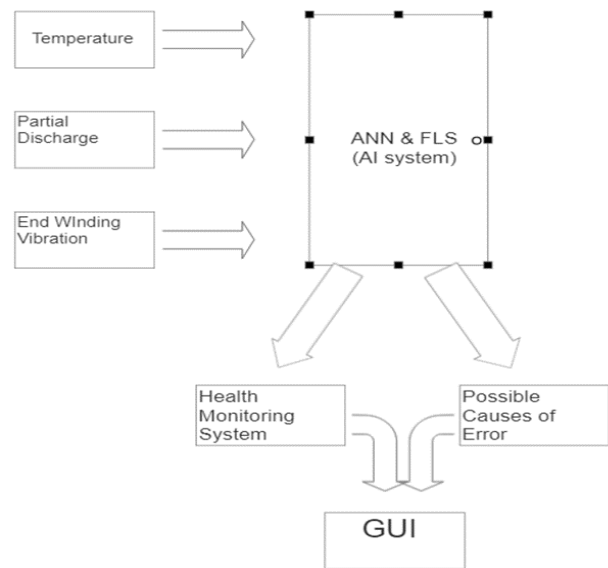 Temperature
Partial
Discharge
End WInding
Vibration
ANN & FLS
(AI system)
Health
Monitoring
System
Possible
Causes of
Error
GUI